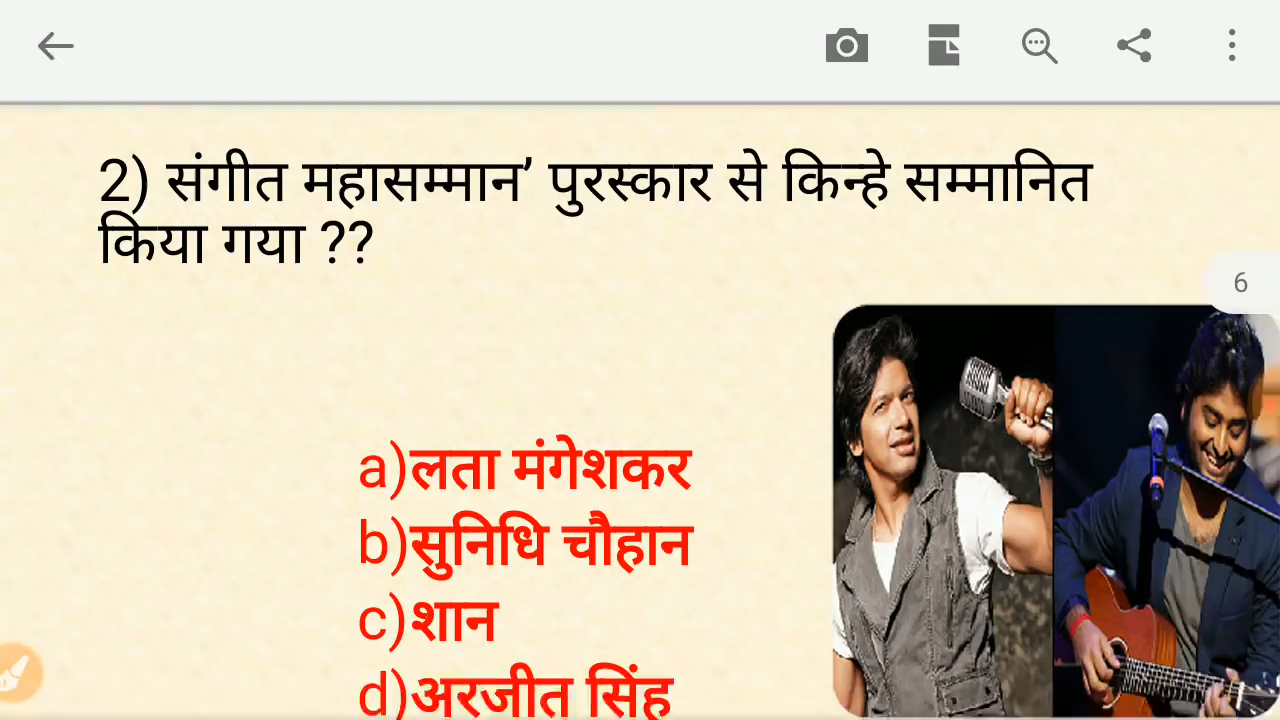 2) संगीत महासम्मान’ पुरस्कार से किन्हे सम्मानित
किया गया ??
6
a)लता मंगेशकर
b)सुनिधि चौहान
c)शान
d)अरजीत सिंह